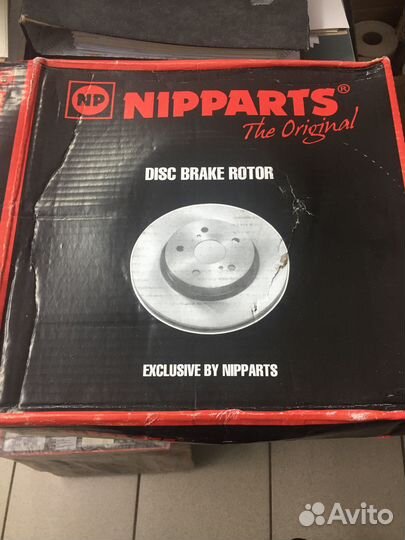 NP NIPPARTS®
The Original
DISC BRAKE ROTOR
EXCLUSIVE BY NIPPARTS
Avito